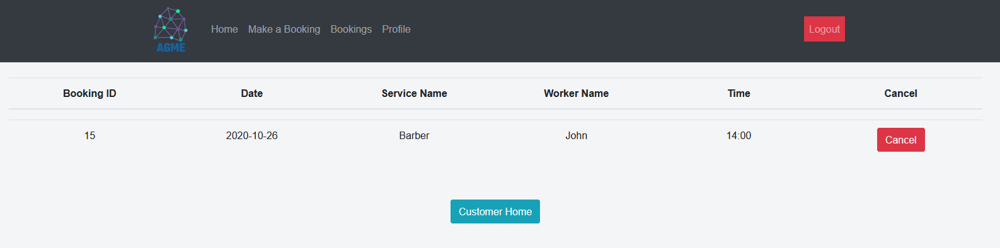 AGME
Home Make a Booking Bookings Profile Logout
Booking ID Date Service Name Worker Name Time Cancel
15 2020-10-26 Barber John 14:00 Cancel
Customer Home